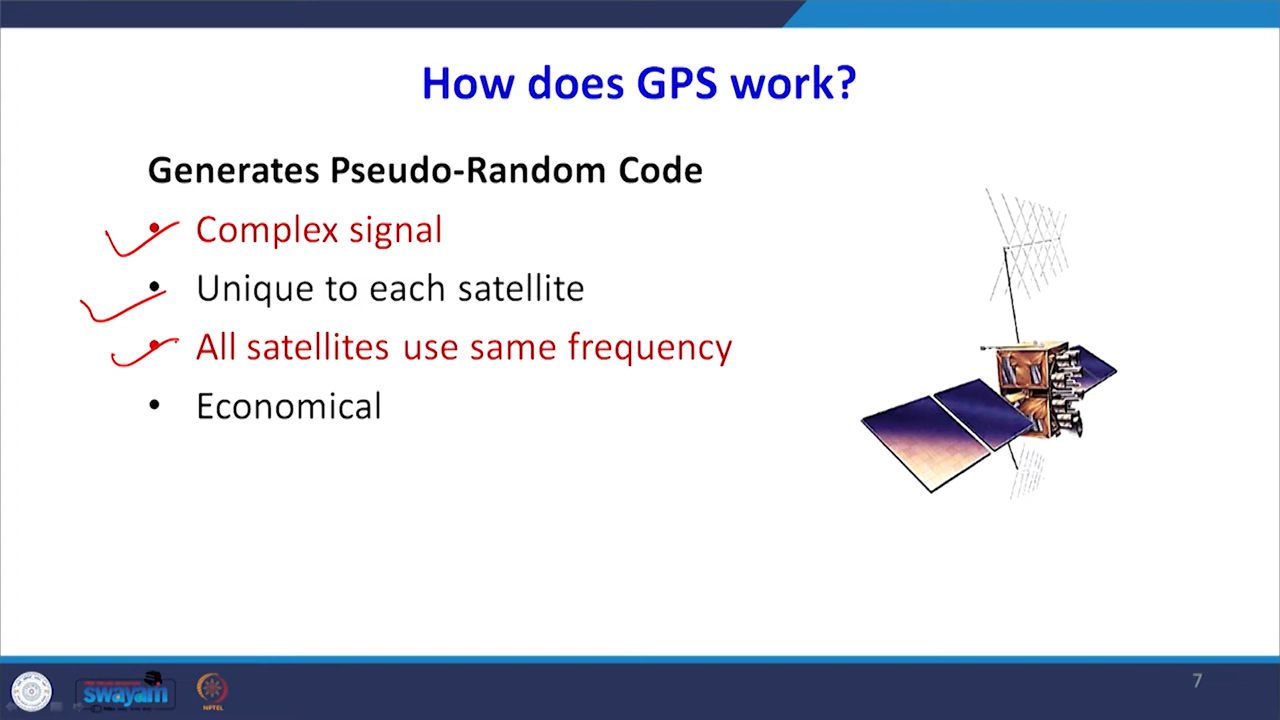 How does GPS work?
Generates Pseudo-Random Code
• Complex signal
• Unique to each satellite
• All satellites use same frequency
• Economical
swayam
NPTEL
7